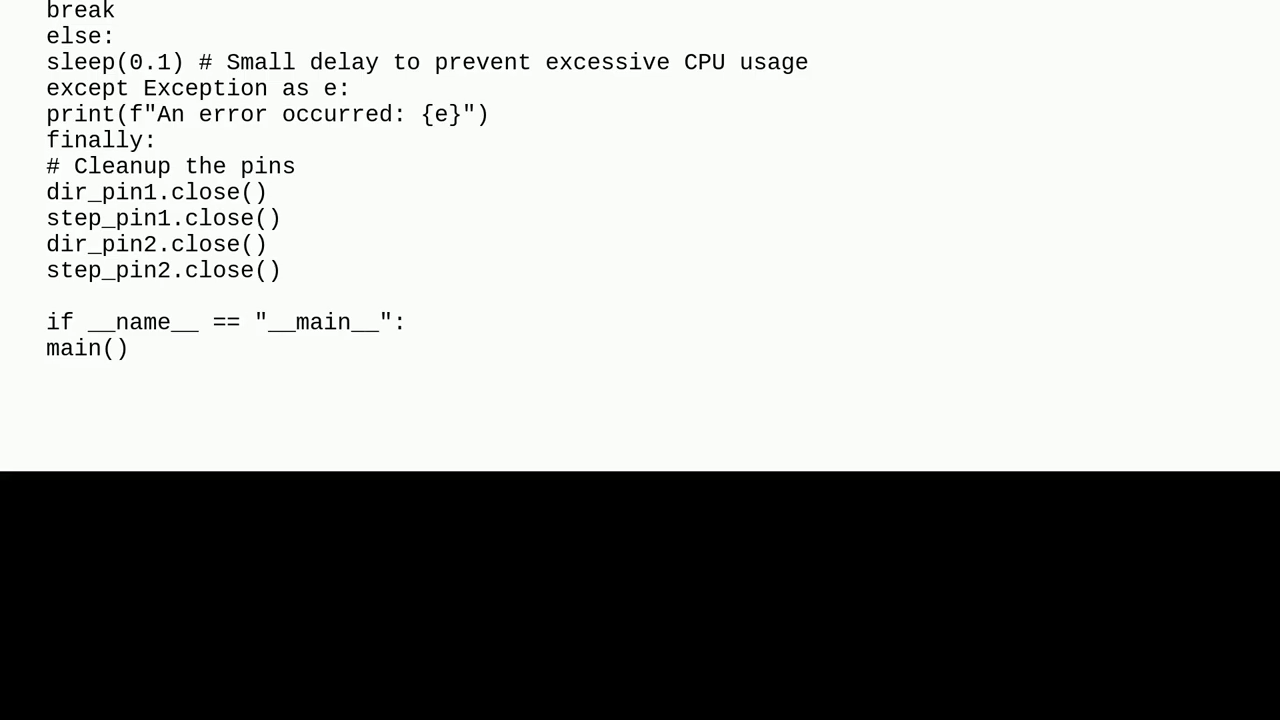 break
else:
sleep(0.1) # Small delay to prevent excessive CPU usage
except Exception as e:
print(f"An error occurred: {e}")
finally:
# Cleanup the pins
dir_pin1.close()
step_pin1.close()
dir_pin2.close()
step_pin2.close()

if __name__ == "__main__":
main()